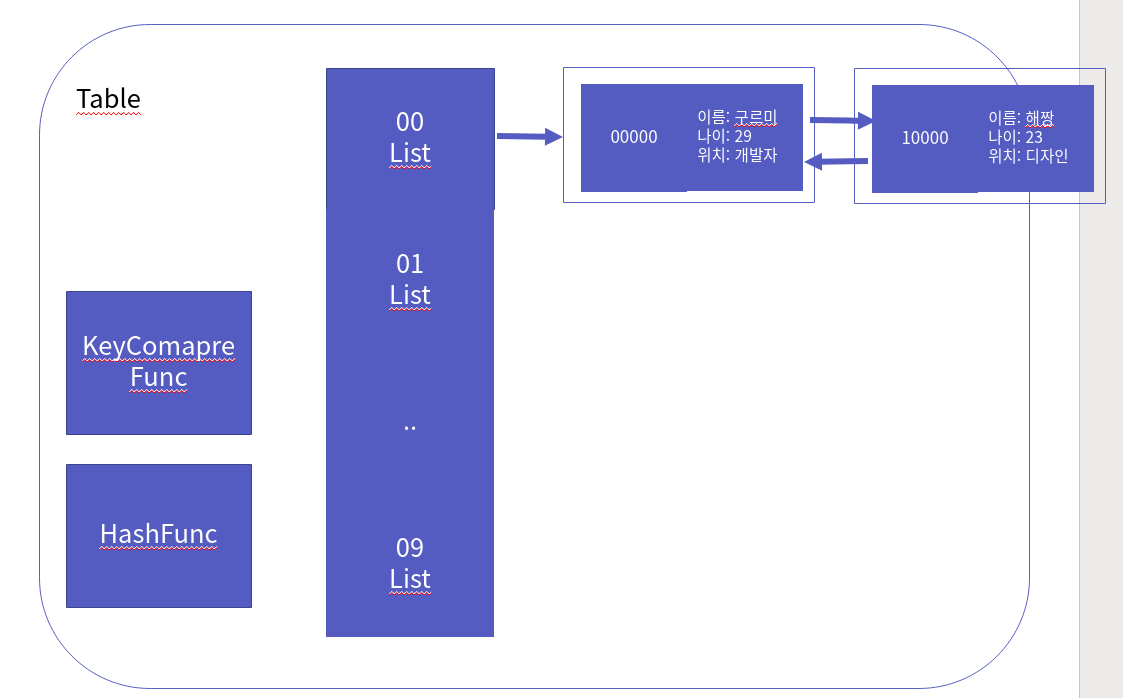 Table
00
List
00000
이름: 구르미
나이: 29
위치: 개발자
10000
이름: 해짱
나이: 23
위치: 디자인
01
List
KeyComapre
Func
..
HashFunc
09
List